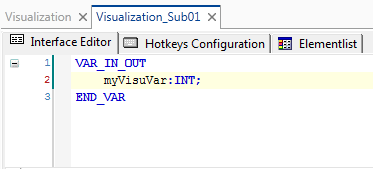 Visualization Visualization_Sub01
Interface Editor Hotkeys Configuration Elementlist
1 VAR_IN_OUT
2 myVisuVar:INT;
3 END_VAR